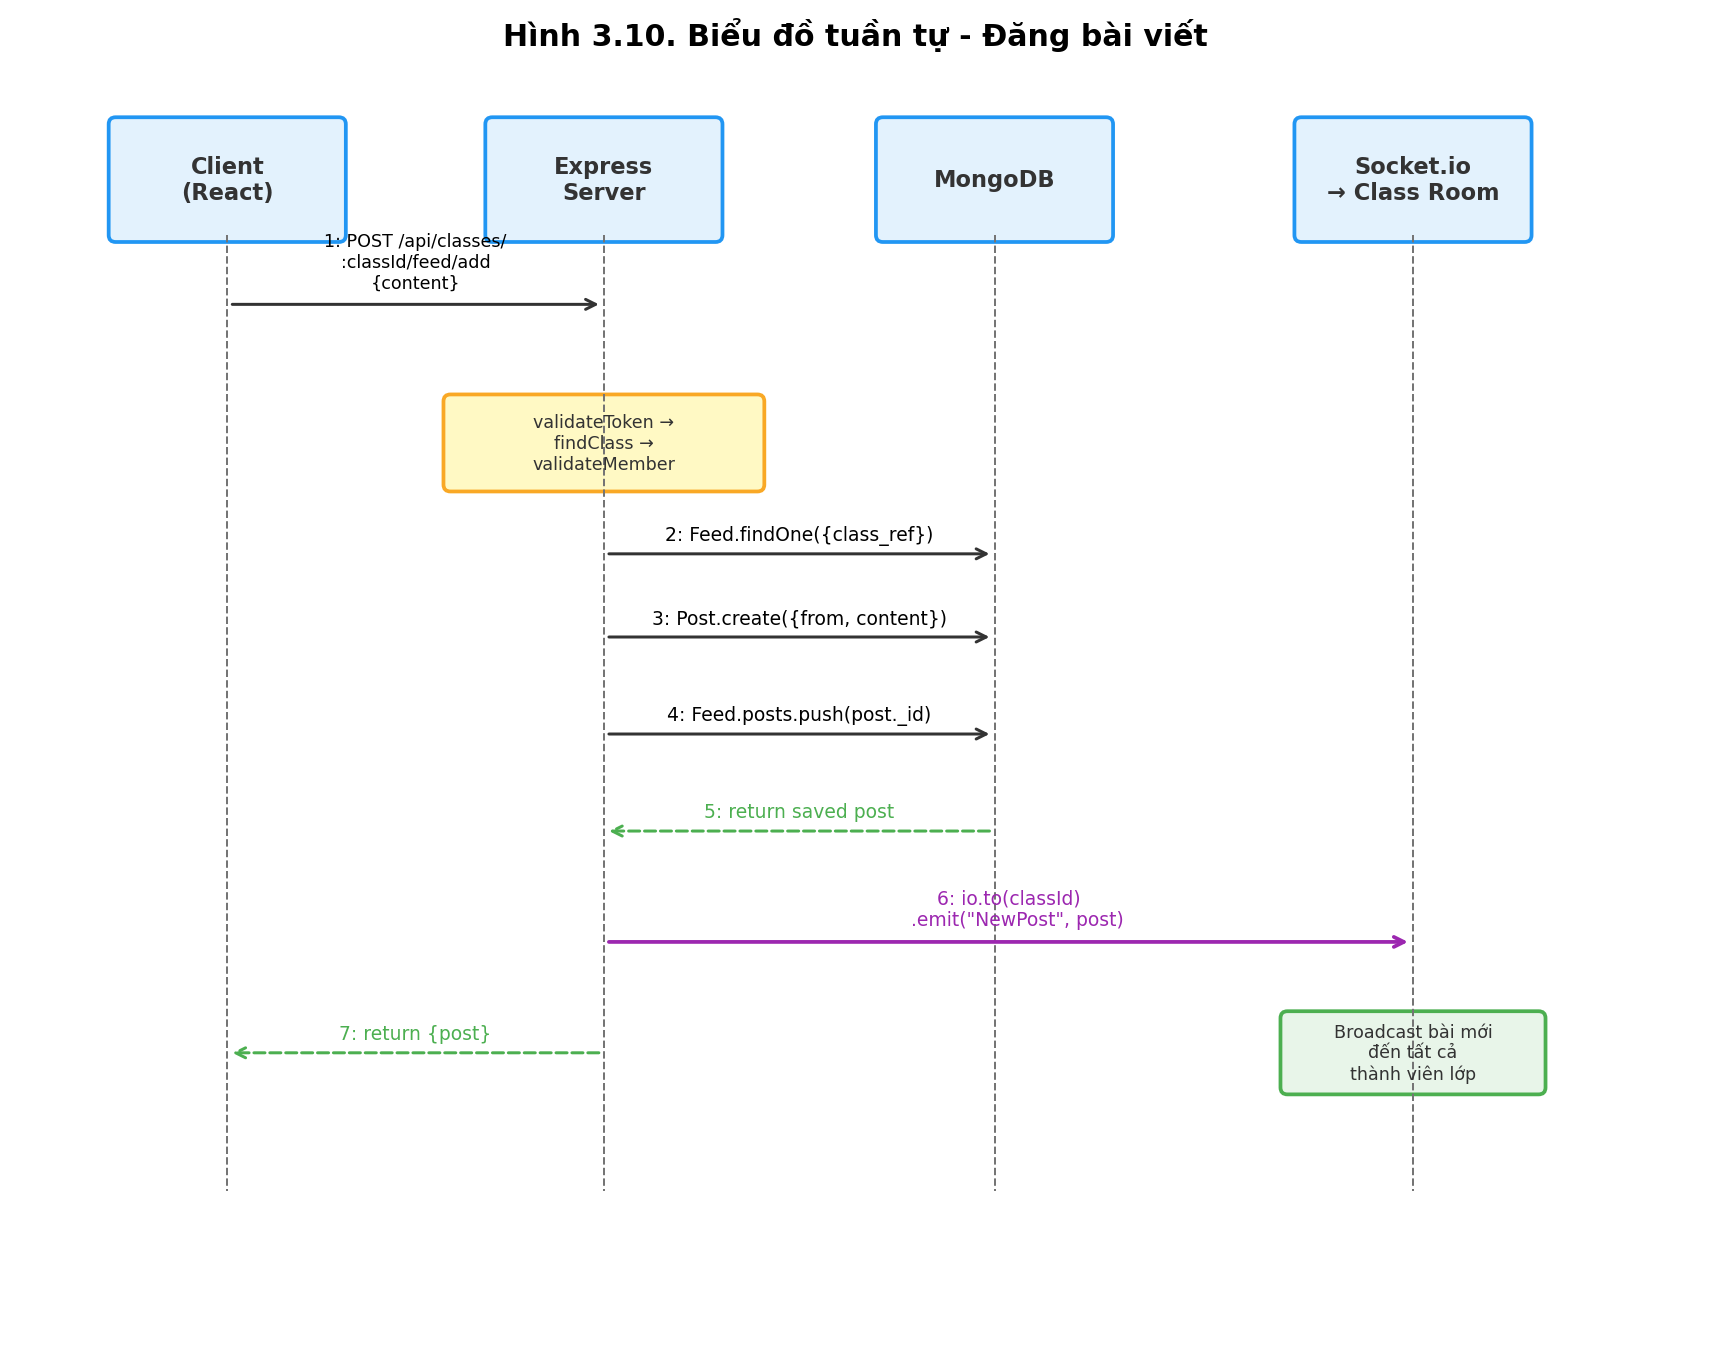 Hình 3.10. Biểu đồ tuần tự - Đăng bài viết
Client
(React)
Express
Server
MongoDB
Socket.io
→ Class Room
1: POST /api/classes/
:classId/feed/add
{content}
validateToken →
findClass →
validateMember
2: Feed.findOne({class_ref})
3: Post.create({from, content})
4: Feed.posts.push(post._id)
5: return saved post
6: io.to(classId)
.emit("NewPost", post)
7: return {post}
Broadcast bài mới
đến tất cả
thành viên lớp